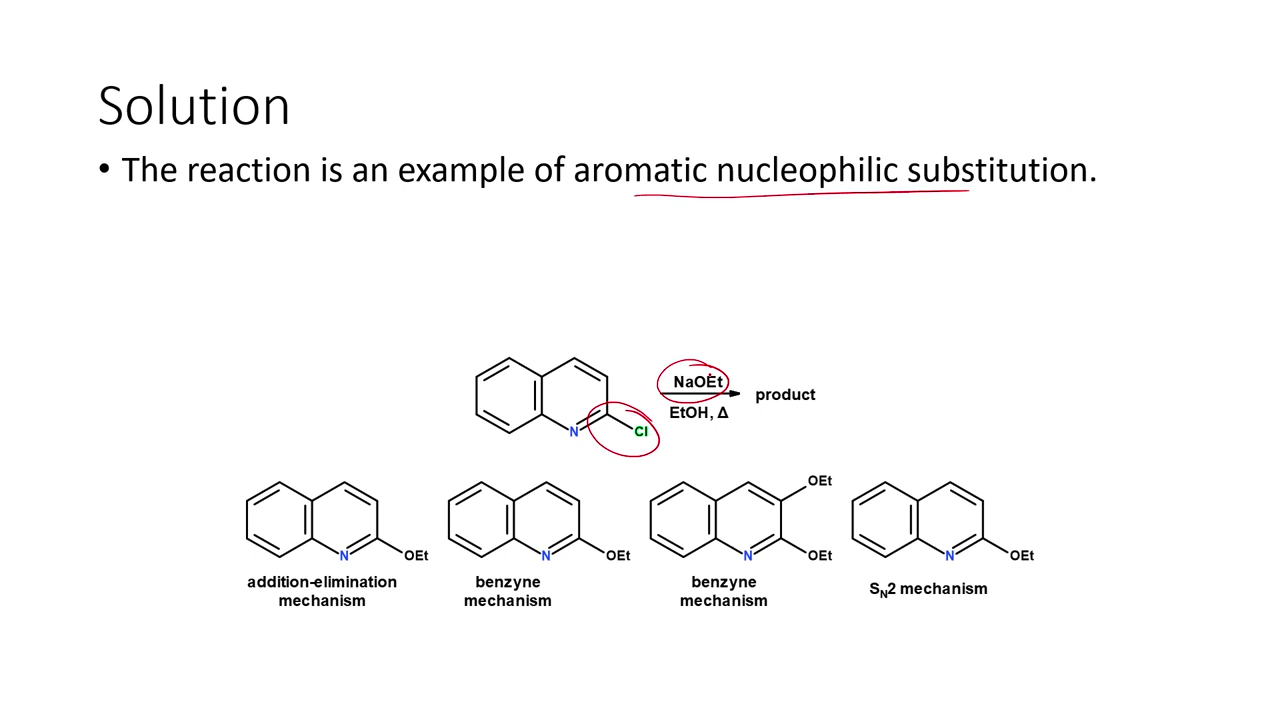 Solution
• The reaction is an example of aromatic nucleophilic substitution.
NaOEt
product
EtOH, Δ
N
Cl
OEt
N
OEt
N
OEt
N
OEt
N
OEt
addition-elimination
mechanism
benzyne
mechanism
benzyne
mechanism
SN2 mechanism